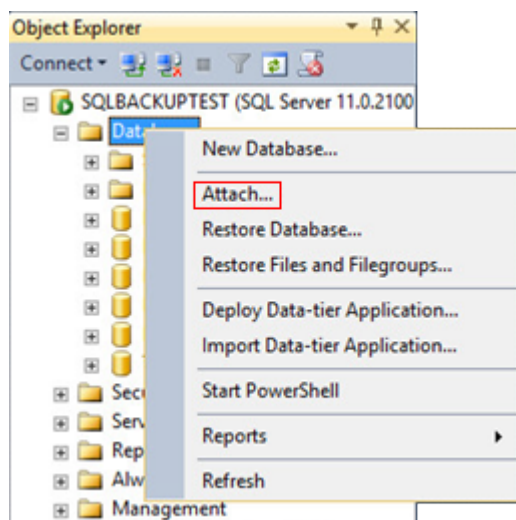 Object Explorer
Connect
SQLBACKUPTEST (SQL Server 11.0.2100
New Database...
Attach...
Restore Database...
Restore Files and Filegroups...
Deploy Data-tier Application...
Import Data-tier Application...
Start PowerShell
Reports
Refresh
Management